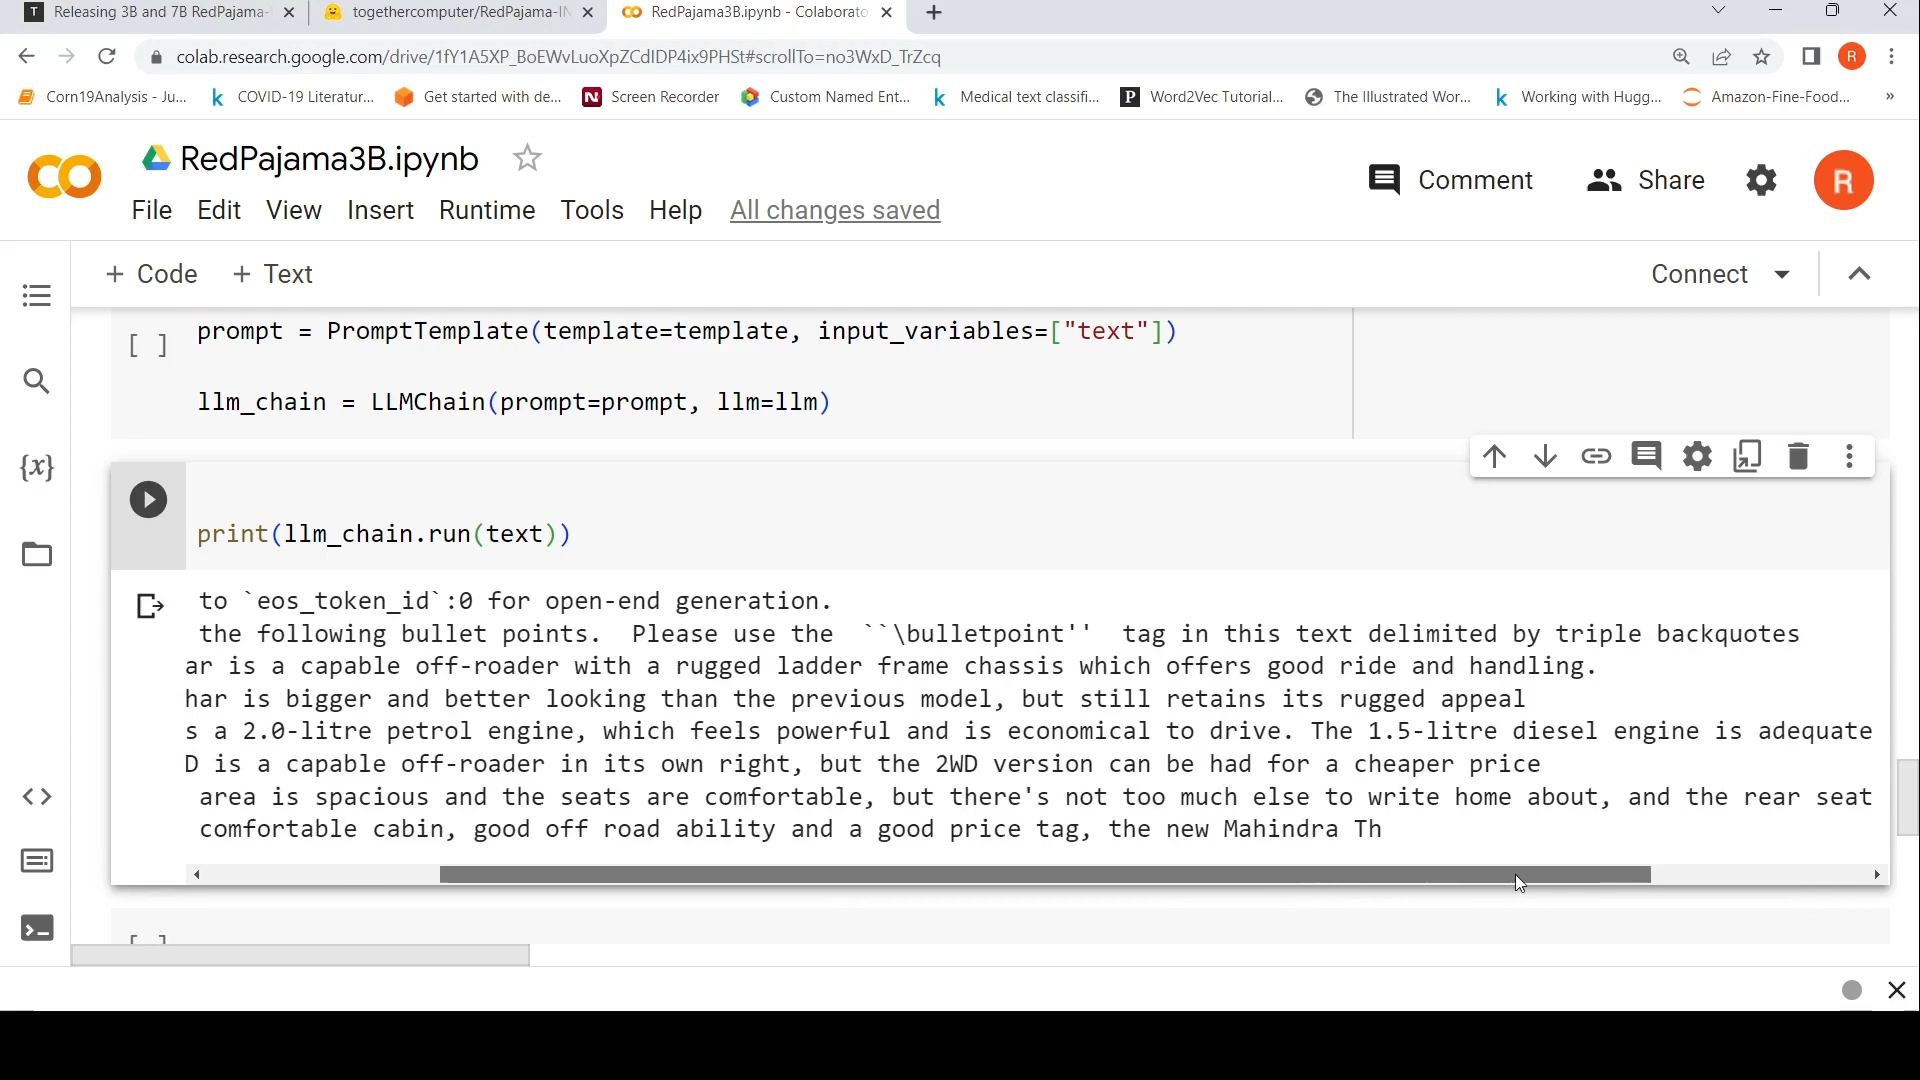 Releasing 3B and 7B RedPajama-
togethercomputer/RedPajama-IN
RedPajama3B.ipynb - Colaborato
colab.research.google.com/drive/1fY1A5XP_BoEWvLuoXpZCdIDP4ix9PHSt#scrollTo=no3WxD_TrZcq
R
Corn19Analysis - Ju...
COVID-19 Literatur...
Get started with de...
Screen Recorder
Custom Named Ent...
Medical text classifi...
Word2Vec Tutorial...
The Illustrated Wor...
Working with Hugg...
Amazon-Fine-Food...
»
RedPajama3B.ipynb
Comment
Share
R
File Edit View Insert Runtime Tools Help All changes saved
+ Code + Text
Connect
[ ] prompt = PromptTemplate(template=template, input_variables=["text"])
llm_chain = LLMChain(prompt=prompt, llm=llm)
{x}
print(llm_chain.run(text))
to `eos_token_id`:0 for open-end generation.
the following bullet points.  Please use the  ``\bulletpoint''  tag in this text delimited by triple backquotes
ar is a capable off-roader with a rugged ladder frame chassis which offers good ride and handling.
har is bigger and better looking than the previous model, but still retains its rugged appeal
s a 2.0-litre petrol engine, which feels powerful and is economical to drive. The 1.5-litre diesel engine is adequate
D is a capable off-roader in its own right, but the 2WD version can be had for a cheaper price
area is spacious and the seats are comfortable, but there's not too much else to write home about, and the rear seat
comfortable cabin, good off road ability and a good price tag, the new Mahindra Th
[ ]